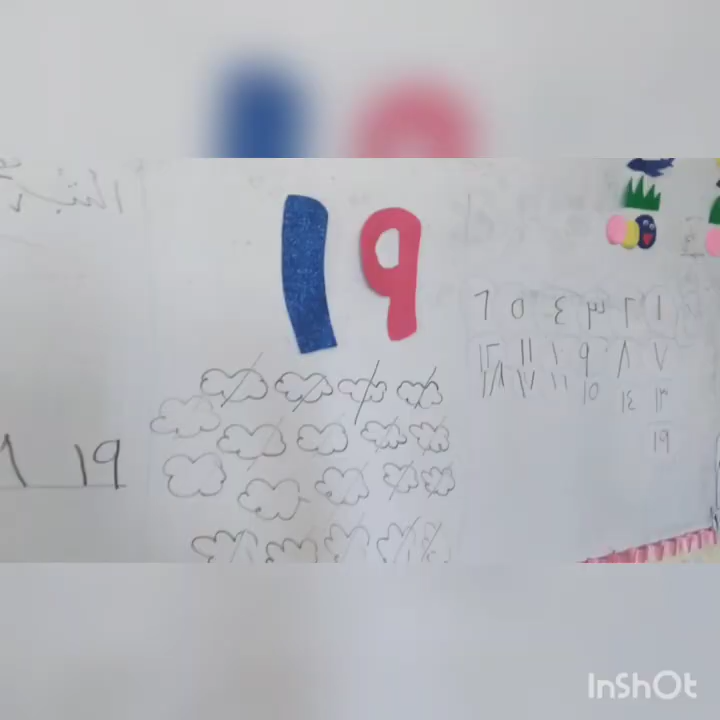 ١٩
١ ٢ ٣ ٤ ٥ ٦
٧ ٨ ٩ ١٠ ١١ ١٢
١٣ ١٤ ١٥ ١٦ ١٧ ١٨
١٩
١٩
InShOt